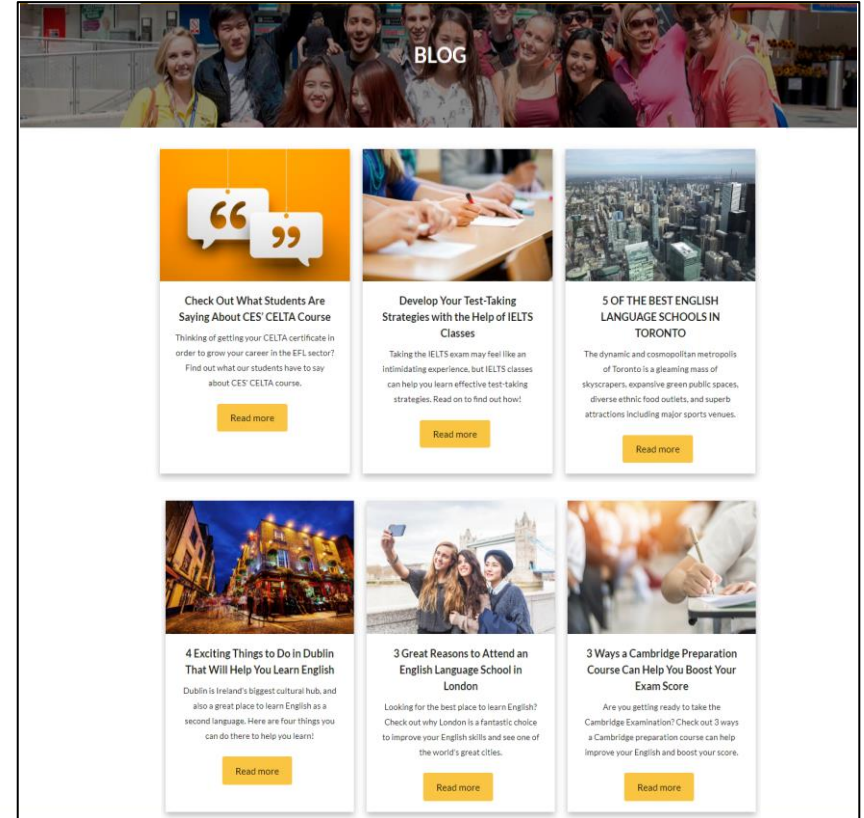 BLOG
Check Out What Students Are
Saying About CES' CELTA Course
Thinking of getting your CELTA certificate in
order to grow your career in the EFL sector?
Find out what our students have to say
about CES' CELTA course.
Read more
Develop Your Test-Taking
Strategies with the Help of IELTS
Classes
Taking the IELTS exam may feel like an
intimidating experience, but IELTS classes
can help you learn effective test-taking
strategies. Read on to find out how!
Read more
5 OF THE BEST ENGLISH
LANGUAGE SCHOOLS IN
TORONTO
The dynamic and cosmopolitan metropolis
of Toronto is a gleaming mass of
skyscrapers, expansive green public spaces,
diverse ethnic food outlets, and superb
attractions including major sports venues.
Read more
4 Exciting Things to Do in Dublin
That Will Help You Learn English
Dublin is Ireland's biggest cultural hub, and
also a great place to learn English as a
second language. Here are four things you
can do there to help you learn!
Read more
3 Great Reasons to Attend an
English Language School in
London
Looking for the best place to learn English?
Check out why London is a fantastic choice
to improve your English skills and see one of
the world's great cities.
Read more
3 Ways a Cambridge Preparation
Course Can Help You Boost Your
Exam Score
Are you getting ready to take the
Cambridge Examination? Check out 3 ways
a Cambridge preparation course can help
improve your English and boost your score.
Read more